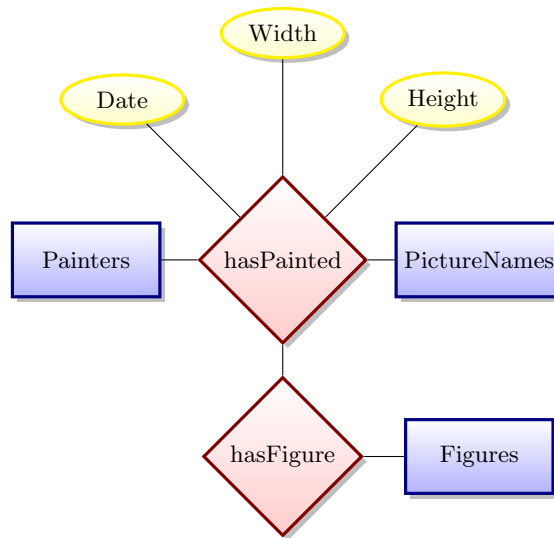 Width
Date
Height
Painters
hasPainted
PictureNames
hasFigure
Figures